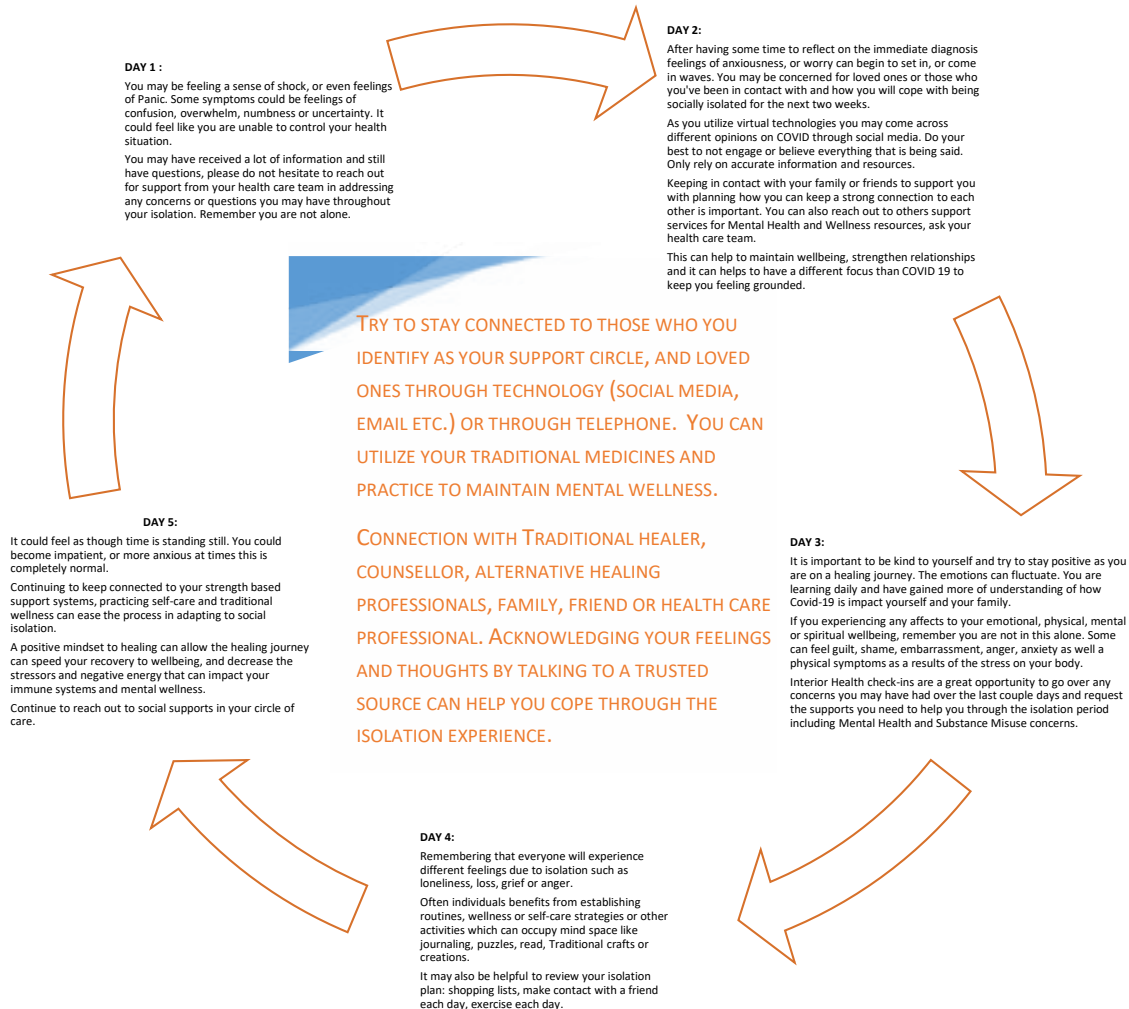 DAY 1 :
You may be feeling a sense of shock, or even feelings
of Panic. Some symptoms could be feelings of
confusion, overwhelm, numbness or uncertainty. It
could feel like you are unable to control your health
situation.
You may have received a lot of information and still
have questions, please do not hesitate to reach out
for support from your health care team in addressing
any concerns or questions you may have throughout
your isolation. Remember you are not alone.
DAY 2:
After having some time to reflect on the immediate diagnosis
feelings of anxiousness, or worry can begin to set in, or come
in waves. You may be concerned for loved ones or those who
you've been in contact with and how you will cope with being
socially isolated for the next two weeks.
As you utilize virtual technologies you may come across
different opinions on COVID through social media. Do your
best to not engage or believe everything that is being said.
Only rely on accurate information and resources.
Keeping in contact with your family or friends to support you
with planning how you can keep a strong connection to each
other is important. You can also reach out to others support
services for Mental Health and Wellness resources, ask your
health care team.
This can help to maintain wellbeing, strengthen relationships
and it can helps to have a different focus than COVID 19 to
keep you feeling grounded.
TRY TO STAY CONNECTED TO THOSE WHO YOU
IDENTIFY AS YOUR SUPPORT CIRCLE, AND LOVED
ONES THROUGH TECHNOLOGY (SOCIAL MEDIA,
EMAIL ETC.) OR THROUGH TELEPHONE. YOU CAN
UTILIZE YOUR TRADITIONAL MEDICINES AND
PRACTICE TO MAINTAIN MENTAL WELLNESS.
CONNECTION WITH TRADITIONAL HEALER,
COUNSELLOR, ALTERNATIVE HEALING
PROFESSIONALS, FAMILY, FRIEND OR HEALTH CARE
PROFESSIONAL. ACKNOWLEDGING YOUR FEELINGS
AND THOUGHTS BY TALKING TO A TRUSTED
SOURCE CAN HELP YOU COPE THROUGH THE
ISOLATION EXPERIENCE.
DAY 3:
It is important to be kind to yourself and try to stay positive as you
are on a healing journey. The emotions can fluctuate. You are
learning daily and have gained more of understanding of how
Covid-19 is impact yourself and your family.
If you experiencing any affects to your emotional, physical, mental
or spiritual wellbeing, remember you are not in this alone. Some
can feel guilt, shame, embarrassment, anger, anxiety as well a
physical symptoms as a results of the stress on your body.
Interior Health check-ins are a great opportunity to go over any
concerns you may have had over the last couple days and request
the supports you need to help you through the isolation period
including Mental Health and Substance Misuse concerns.
DAY 4:
Remembering that everyone will experience
different feelings due to isolation such as
loneliness, loss, grief or anger.
Often individuals benefits from establishing
routines, wellness or self-care strategies or other
activities which can occupy mind space like
journaling, puzzles, read, Traditional crafts or
creations.
It may also be helpful to review your isolation
plan: shopping lists, make contact with a friend
each day, exercise each day.
DAY 5:
It could feel as though time is standing still. You could
become impatient, or more anxious at times this is
completely normal.
Continuing to keep connected to your strength based
support systems, practicing self-care and traditional
wellness can ease the process in adapting to social
isolation.
A positive mindset to healing can allow the healing journey
can speed your recovery to wellbeing, and decrease the
stressors and negative energy that can impact your
immune systems and mental wellness.
Continue to reach out to social supports in your circle of
care.